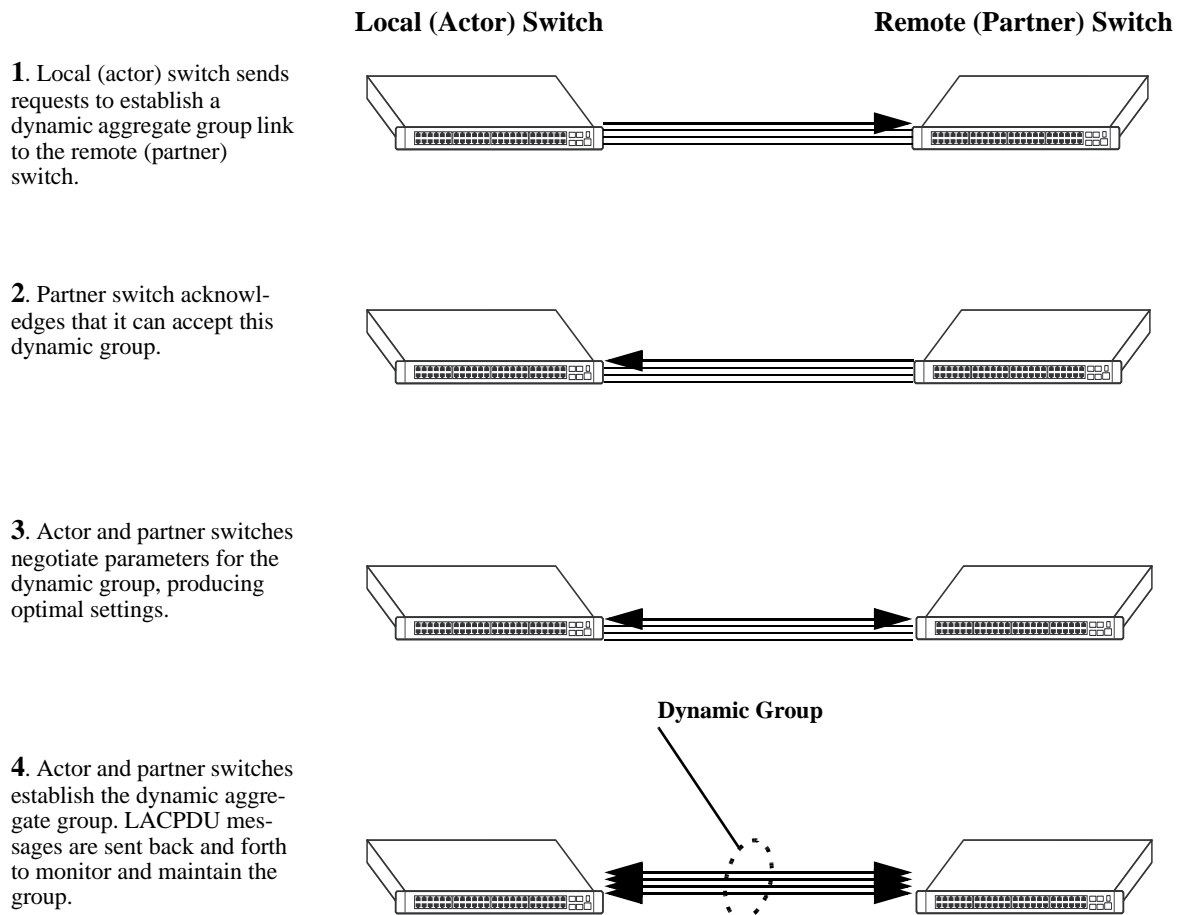 Local (Actor) Switch
Remote (Partner) Switch
1. Local (actor) switch sends
requests to establish a
dynamic aggregate group link
to the remote (partner)
switch.
2. Partner switch acknowl-
edges that it can accept this
dynamic group.
3. Actor and partner switches
negotiate parameters for the
dynamic group, producing
optimal settings.
Dynamic Group
4. Actor and partner switches
establish the dynamic aggre-
gate group. LACPDU mes-
sages are sent back and forth
to monitor and maintain the
group.